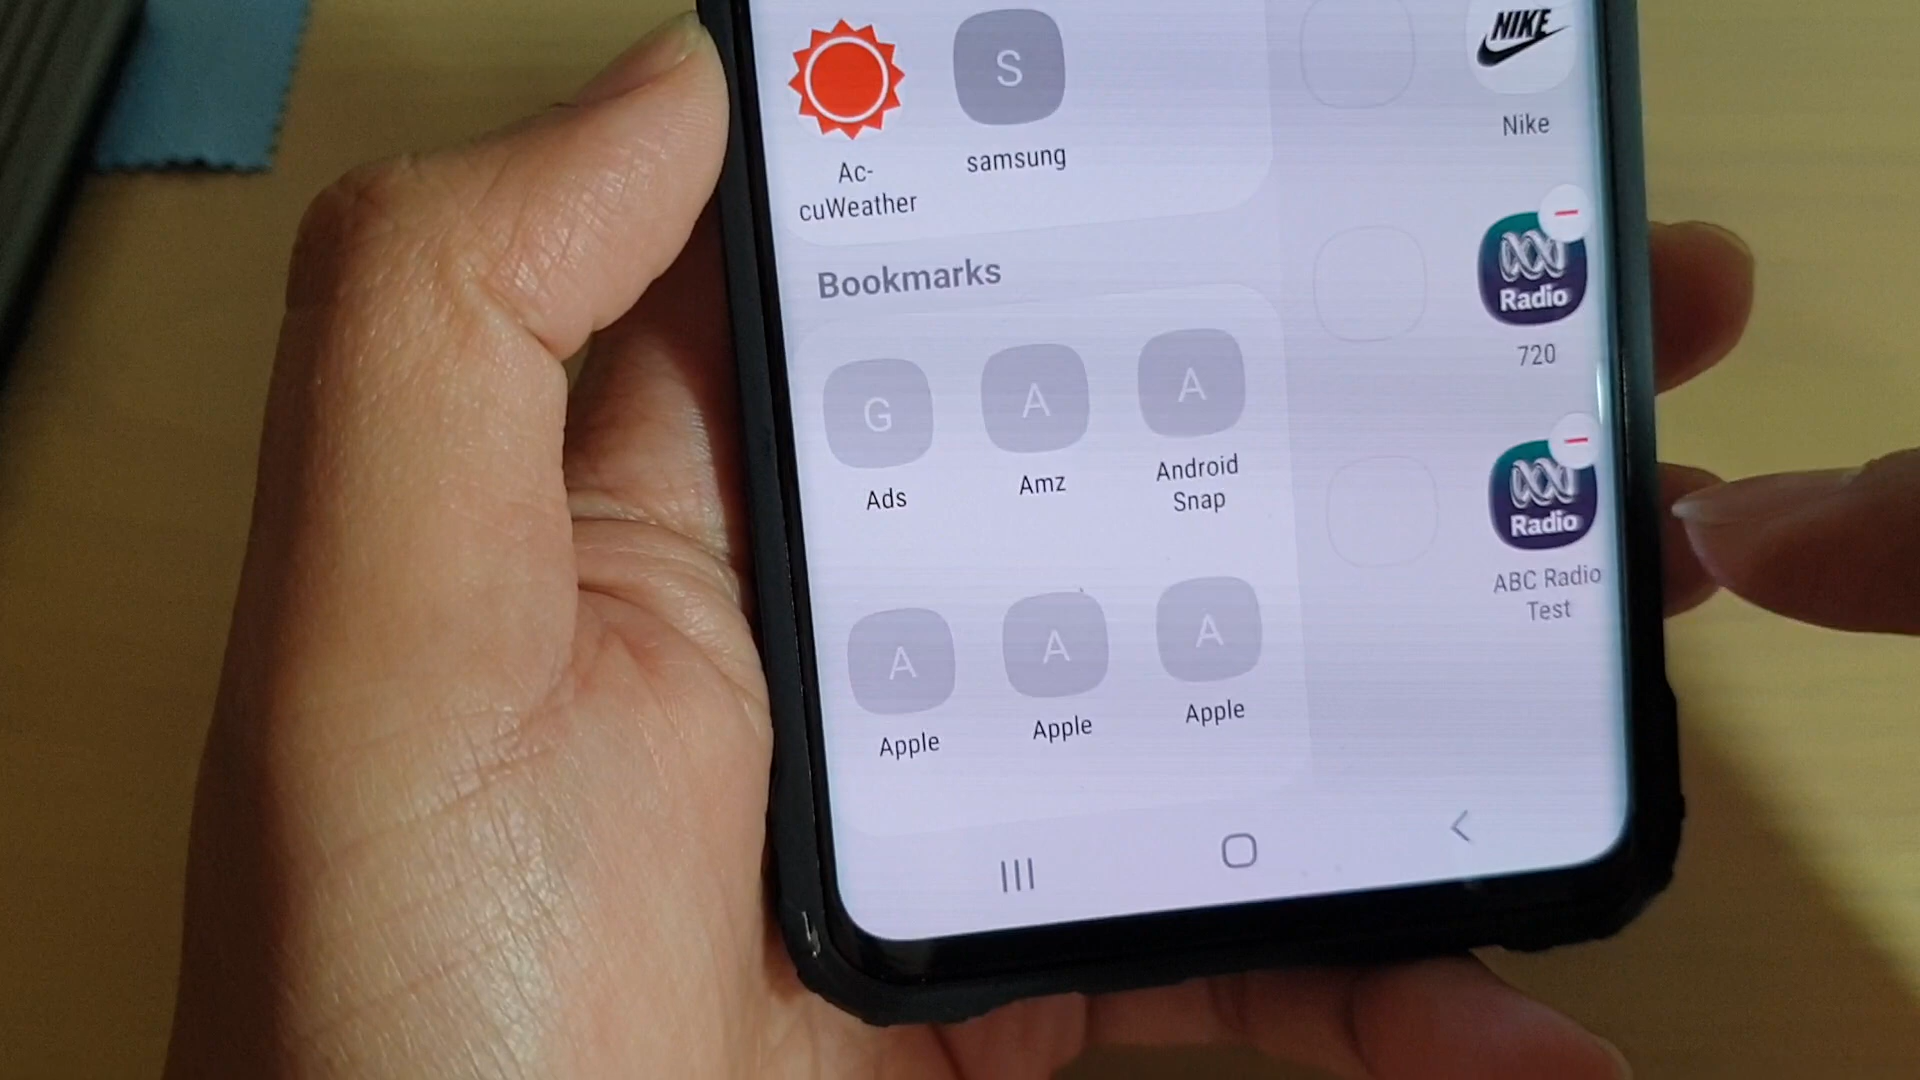 S
NIKE
Nike
Ac-
cuWeather
samsung
Bookmarks
Radio
720
G
A
A
Ads
Amz
Android
Snap
Radio
ABC Radio
Test
A
A
A
Apple
Apple
Apple